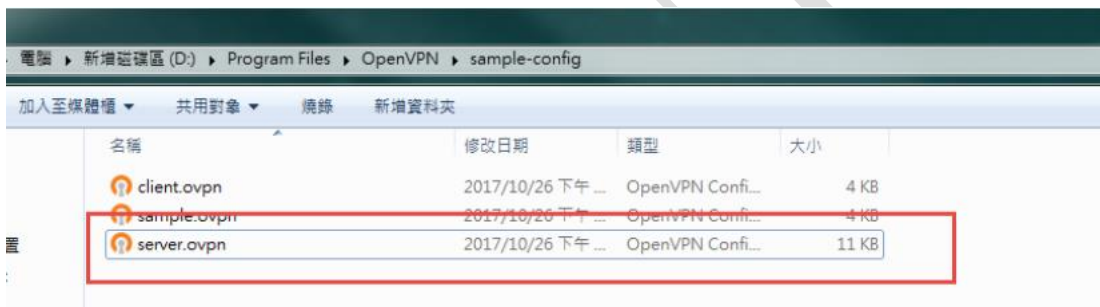 電腦 ▸ 新增磁碟區 (D:) ▸ Program Files ▸ OpenVPN ▸ sample-config
加入至媒體櫃 ▼ 共用對象 ▼ 燒錄 新增資料夾
名稱 修改日期 類型 大小
client.ovpn 2017/10/26 下午 ... OpenVPN Confi... 4 KB
sample.ovpn 2017/10/26 下午 ... OpenVPN Confi... 4 KB
置 server.ovpn 2017/10/26 下午 ... OpenVPN Confi... 11 KB